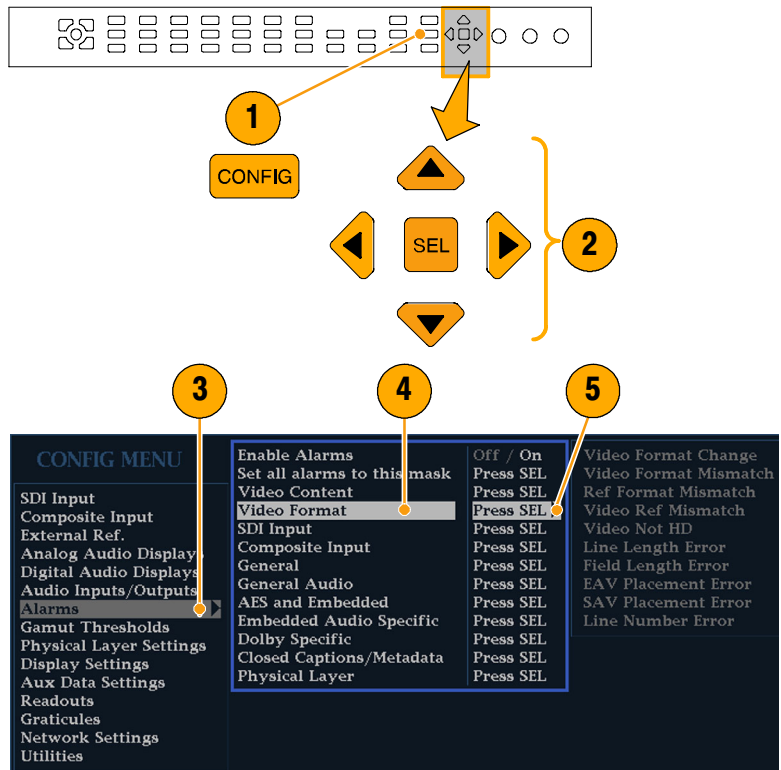 1
CONFIG
SEL
2
3
4
5
CONFIG MENU
SDI Input
Composite Input
External Ref.
Analog Audio Displays
Digital Audio Displays
Audio Inputs/Outputs
Alarms
Gamut Thresholds
Physical Layer Settings
Display Settings
Aux Data Settings
Readouts
Graticules
Network Settings
Utilities
Enable Alarms Off / On
Set all alarms to this mask Press SEL
Video Content Press SEL
Video Format Press SEL
SDI Input Press SEL
Composite Input Press SEL
General Press SEL
General Audio Press SEL
AES and Embedded Press SEL
Embedded Audio Specific Press SEL
Dolby Specific Press SEL
Closed Captions/Metadata Press SEL
Physical Layer Press SEL
Video Format Change
Video Format Mismatch
Ref Format Mismatch
Video Ref Mismatch
Video Not HD
Line Length Error
Field Length Error
EAV Placement Error
SAV Placement Error
Line Number Error